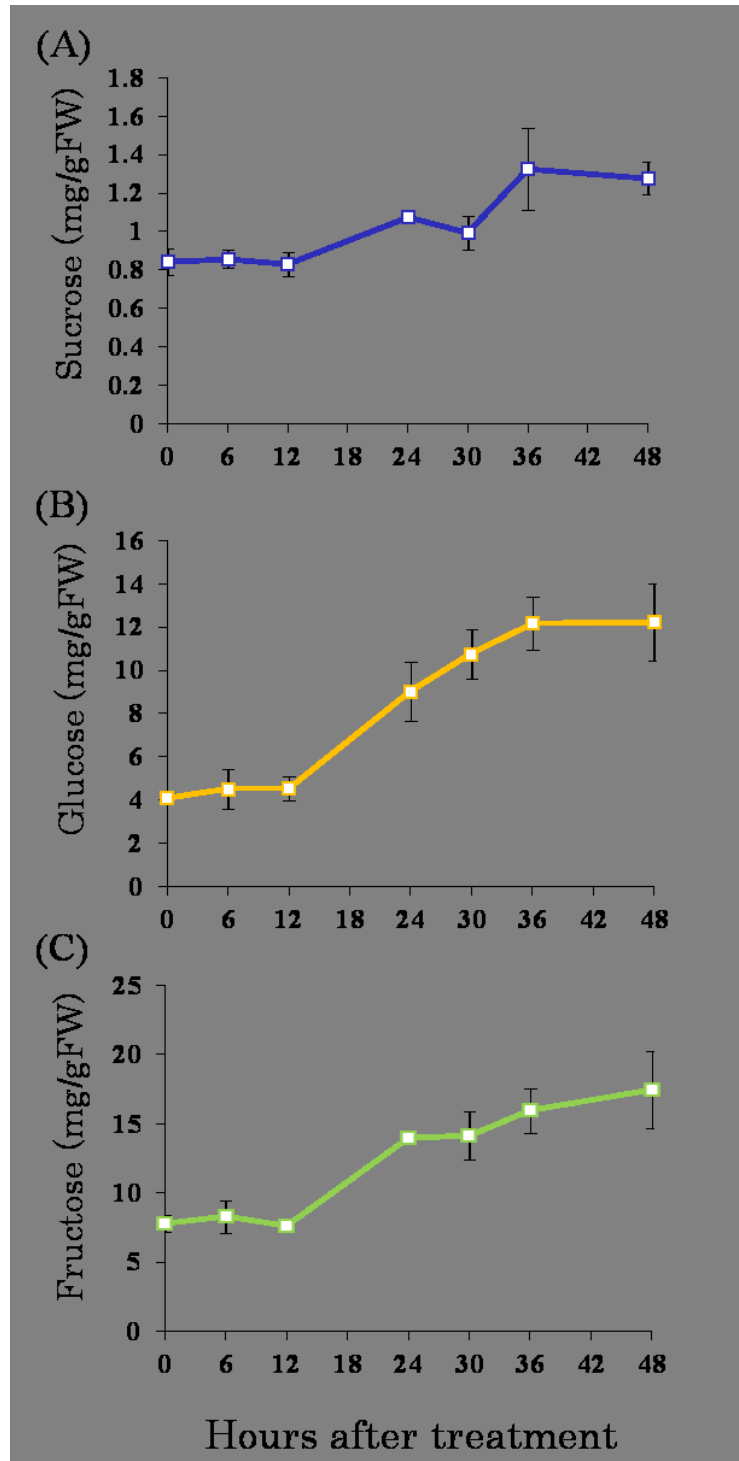 (A)
Sucrose (mg/gFW)
1.8
1.6
1.4
1.2
1
0.8
0.6
0.4
0.2
0
0 6 12 18 24 30 36 42 48
(B)
Glucose (mg/gFW)
16
14
12
10
8
6
4
2
0
0 6 12 18 24 30 36 42 48
(C)
Fructose (mg/gFW)
25
20
15
10
5
0
0 6 12 18 24 30 36 42 48
Hours after treatment